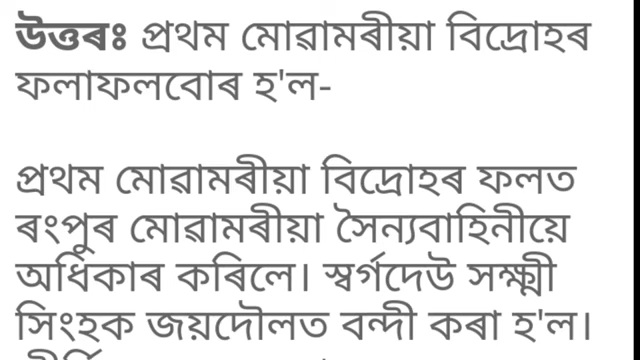 উত্তৰঃ প্ৰথম মোৱামৰীয়া বিদ্ৰোহৰ
ফলাফলবোৰ হ'ল-
প্ৰথম মোৱামৰীয়া বিদ্ৰোহৰ ফলত
ৰংপুৰ মোৱামৰীয়া সৈন্যবাহিনীয়ে
অধিকাৰ কৰিলে। স্বৰ্গদেউ সক্ষ্মী
সিংহক জয়দৌলত বন্দী কৰা হ'ল।